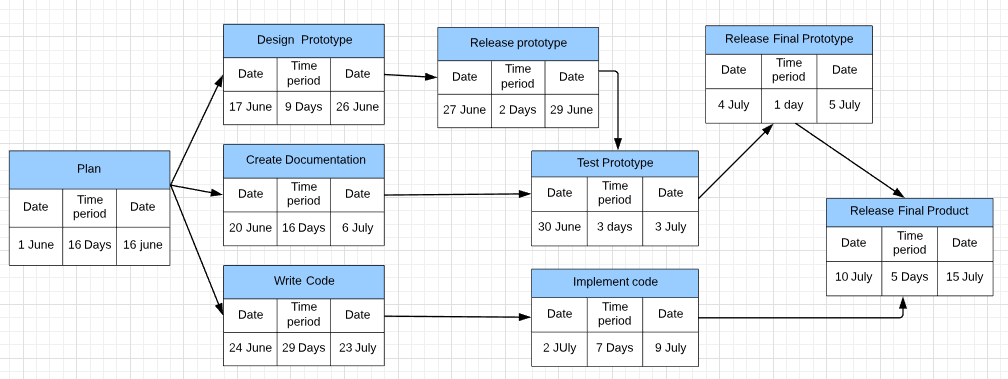 Design Prototype
Date Time period Date
17 June 9 Days 26 June
Release prototype
Date Time period Date
27 June 2 Days 29 June
Release Final Prototype
Date Time period Date
4 July 1 day 5 July
Plan
Date Time period Date
1 June 16 Days 16 june
Create Documentation
Date Time period Date
20 June 16 Days 6 July
Test Prototype
Date Time period Date
30 June 3 days 3 July
Release Final Product
Date Time period Date
10 July 5 Days 15 July
Write Code
Date Time period Date
24 June 29 Days 23 July
Implement code
Date Time period Date
2 JUly 7 Days 9 July